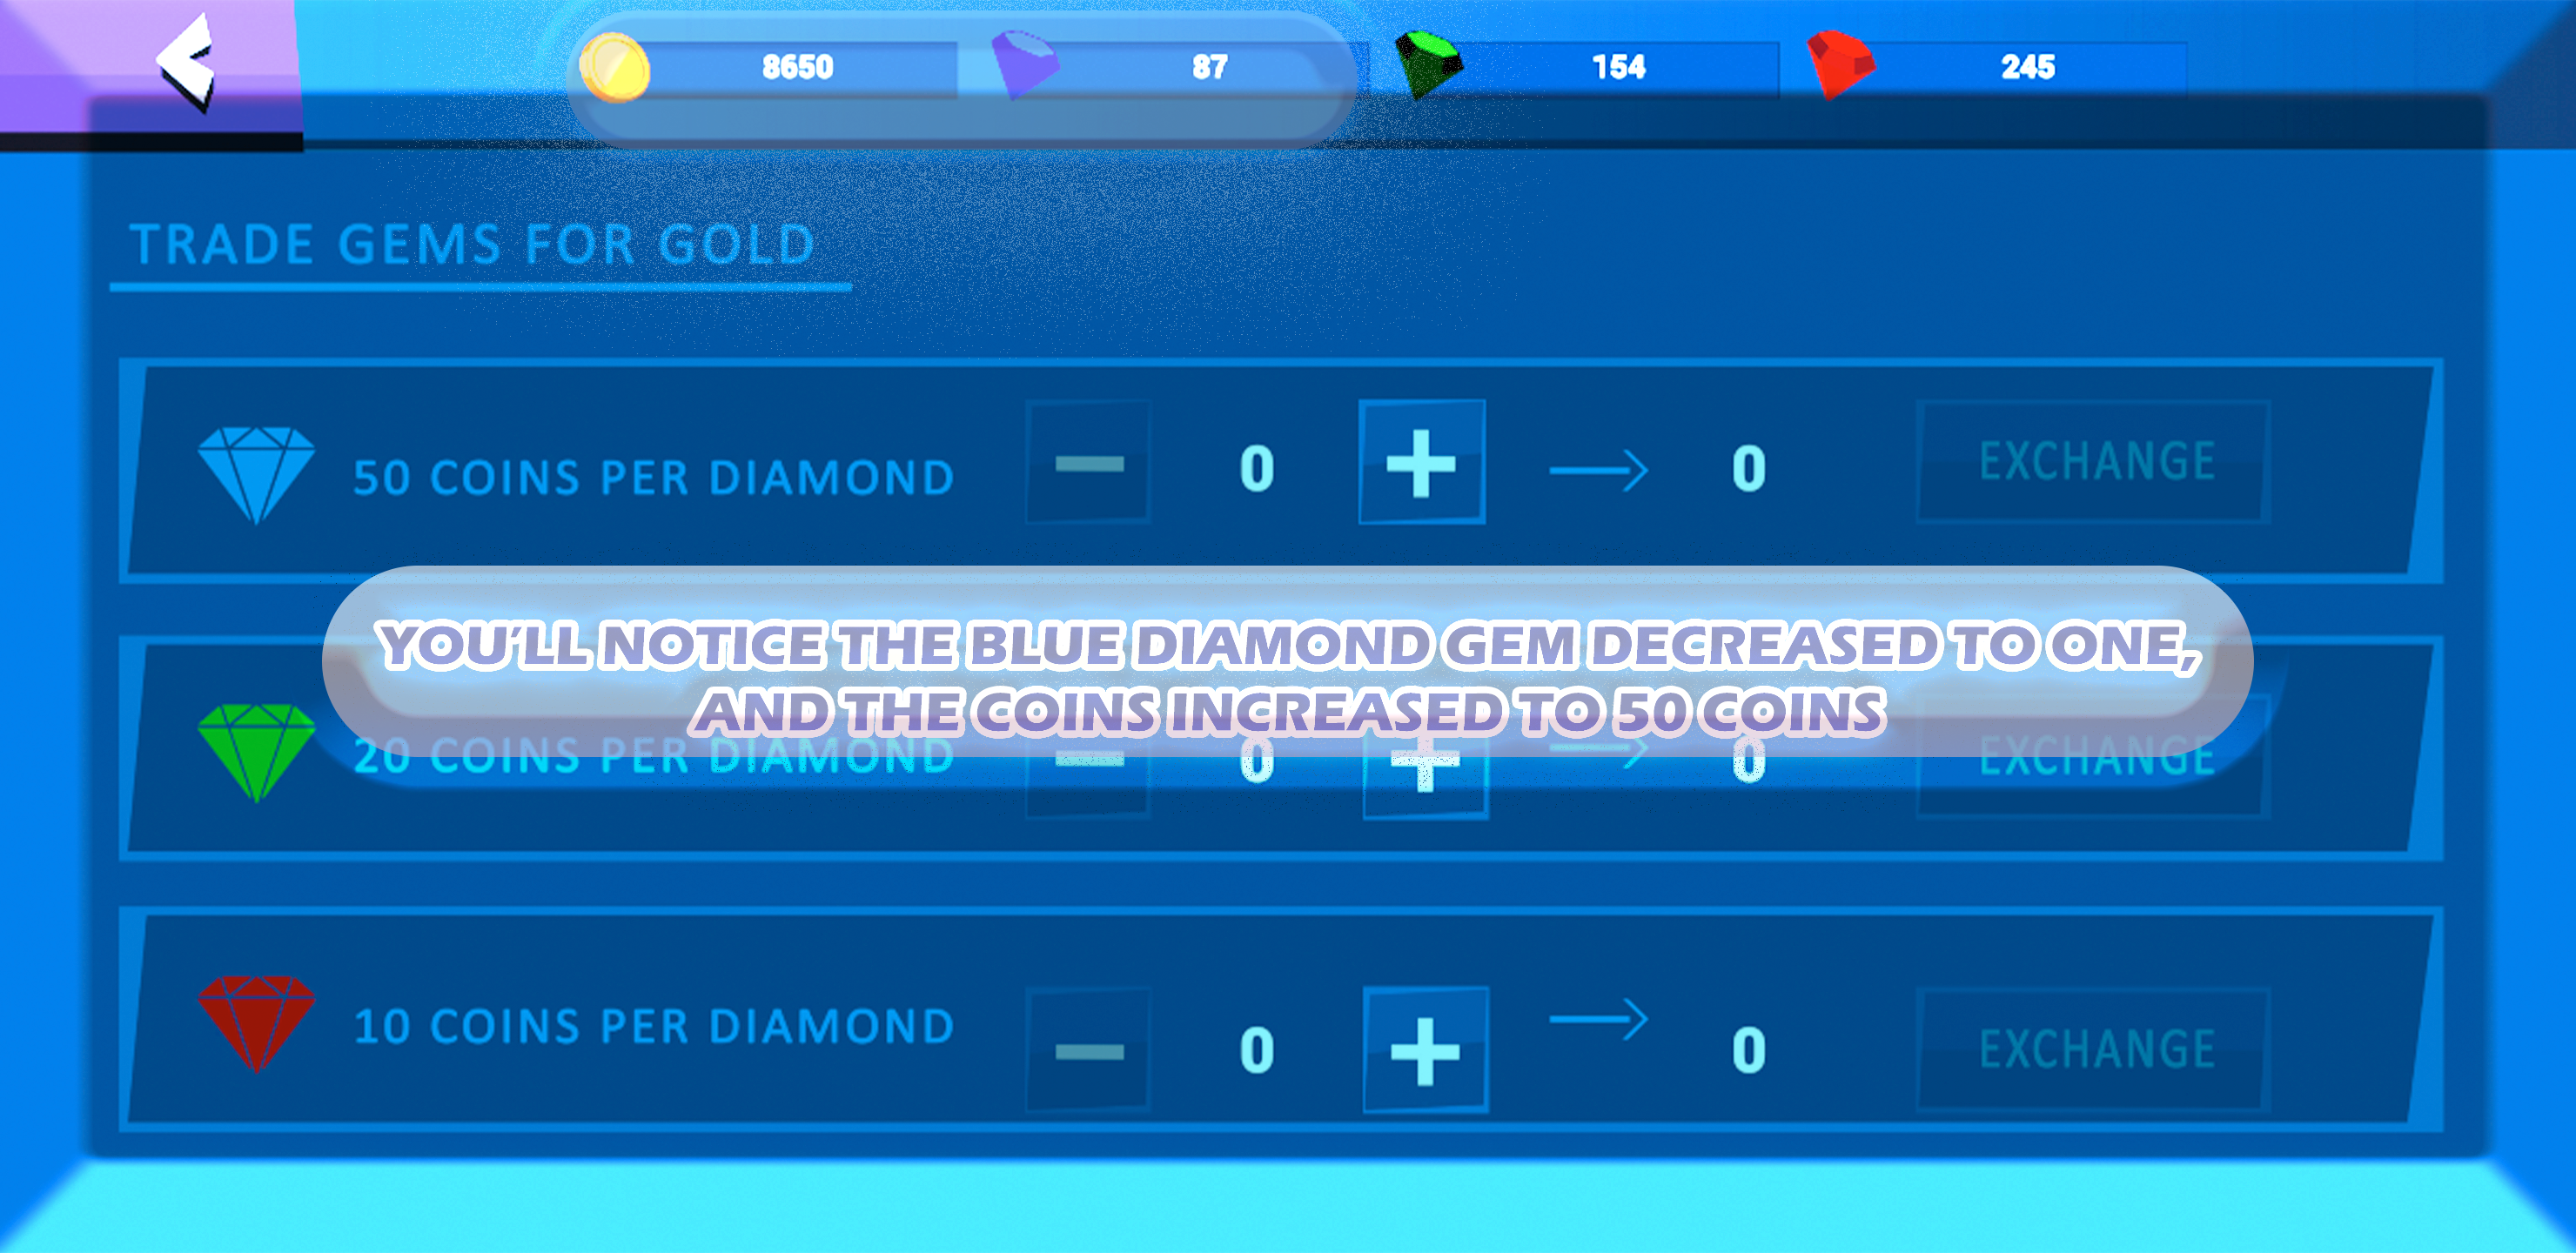 8650 87 154 245
TRADE GEMS FOR GOLD
50 COINS PER DIAMOND − 0 + → 0 EXCHANGE
YOU'LL NOTICE THE BLUE DIAMOND GEM DECREASED TO ONE,
AND THE COINS INCREASED TO 50 COINS
20 COINS PER DIAMOND − 0 + → 0 EXCHANGE
10 COINS PER DIAMOND − 0 + → 0 EXCHANGE